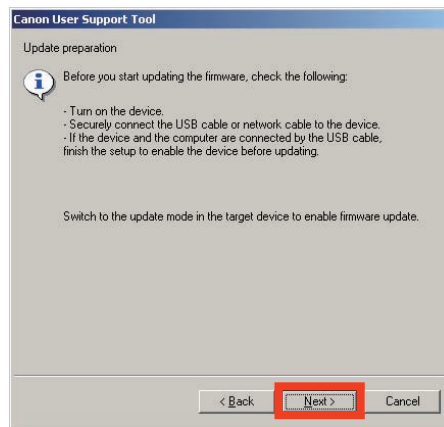 Canon User Support Tool
Update preparation
Before you start updating the firmware, check the following:
- Turn on the device.
- Securely connect the USB cable or network cable to the device.
- If the device and the computer are connected by the USB cable,
finish the setup to enable the device before updating.
Switch to the update mode in the target device to enable firmware update.
< Back
Next >
Cancel